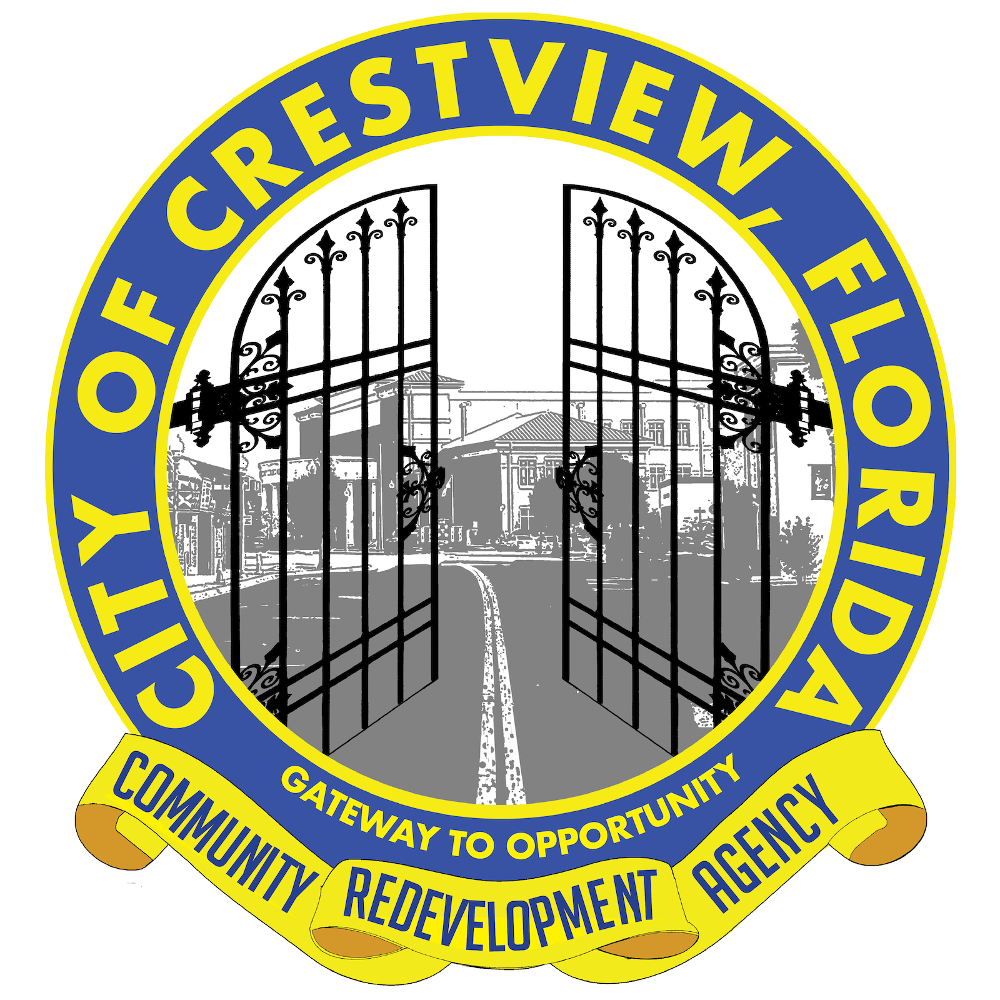 CITY OF CRESTVIEW, FLORIDA
GATEWAY TO OPPORTUNITY
COMMUNITY REDEVELOPMENT AGENCY